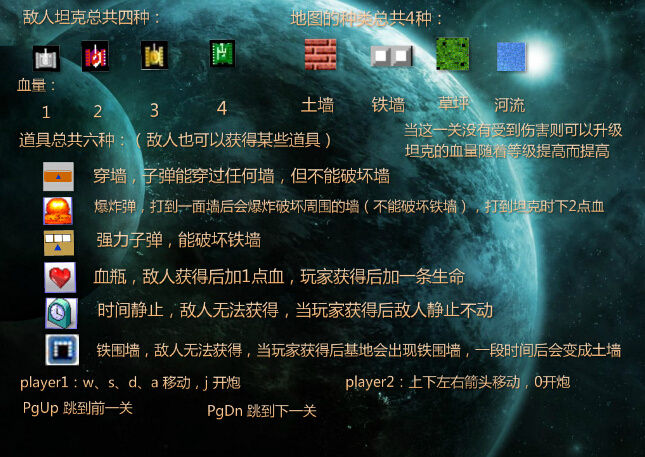 敌人坦克总共四种：
地图的种类总共4种：
血量：
1 2 3 4
土墙 铁墙 草坪 河流
当这一关没有受到伤害则可以升级
坦克的血量随着等级提高而提高
道具总共六种：（敌人也可以获得某些道具）
穿墙，子弹能穿过任何墙，但不能破坏墙
爆炸弹，打到一面墙后会爆炸破坏周围的墙（不能破坏铁墙），打到坦克时下2点血
强力子弹，能破坏铁墙
血瓶，敌人获得后加1点血，玩家获得后加一条生命
时间静止，敌人无法获得，当玩家获得后敌人静止不动
铁围墙，敌人无法获得，当玩家获得后基地会出现铁围墙，一段时间后会变成土墙
player1：w、s、d、a 移动，j 开炮
player2：上下左右箭头移动，0开炮
PgUp 跳到前一关
PgDn 跳到下一关